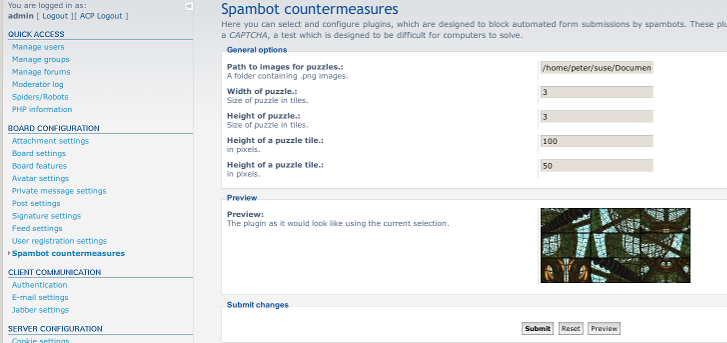 You are logged in as:
admin [ Logout ][ ACP Logout ]
QUICK ACCESS
Manage users
Manage groups
Manage forums
Moderator log
Spiders/Robots
PHP information
BOARD CONFIGURATION
Attachment settings
Board settings
Board features
Avatar settings
Private message settings
Post settings
Signature settings
Feed settings
User registration settings
Spambot countermeasures
CLIENT COMMUNICATION
Authentication
E-mail settings
Jabber settings
SERVER CONFIGURATION
Cookie settings
Spambot countermeasures
Here you can select and configure plugins, which are designed to block automated form submissions by spambots. These plu
a CAPTCHA, a test which is designed to be difficult for computers to solve.
General options
Path to images for puzzles.:
/home/peter/suse/Documen
A folder containing .png images.
Width of puzzle.:
3
Size of puzzle in tiles.
Height of puzzle.:
3
Size of puzzle in tiles.
Height of a puzzle tile.:
100
in pixels.
Height of a puzzle tile.:
50
in pixels.
Preview
Preview:
The plugin as it would look like using the current selection.
Submit changes
Submit Reset Preview